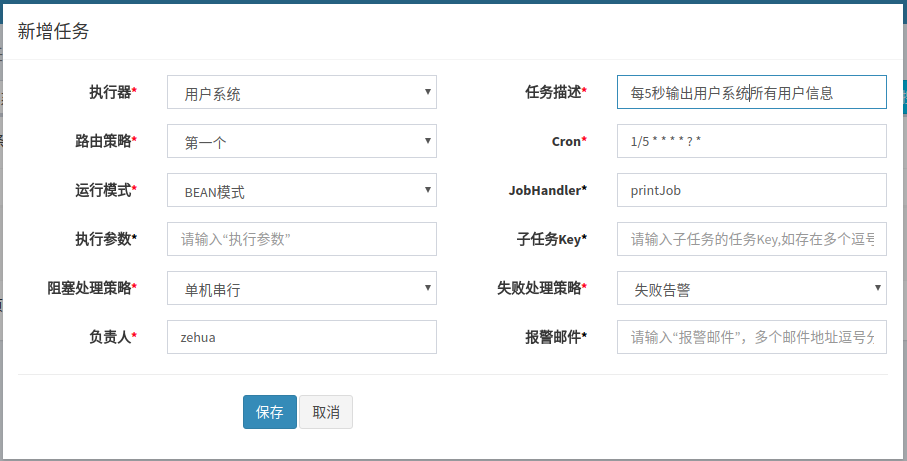 新增任务
执行器* 用户系统 任务描述* 每5秒输出用户系统所有用户信息
路由策略* 第一个 Cron* 1/5 * * * * ? *
运行模式* BEAN模式 JobHandler* printJob
执行参数* 请输入“执行参数” 子任务Key* 请输入子任务的任务Key,如存在多个逗号
阻塞处理策略* 单机串行 失败处理策略* 失败告警
负责人* zehua 报警邮件* 请输入“报警邮件”，多个邮件地址逗号分
保存 取消